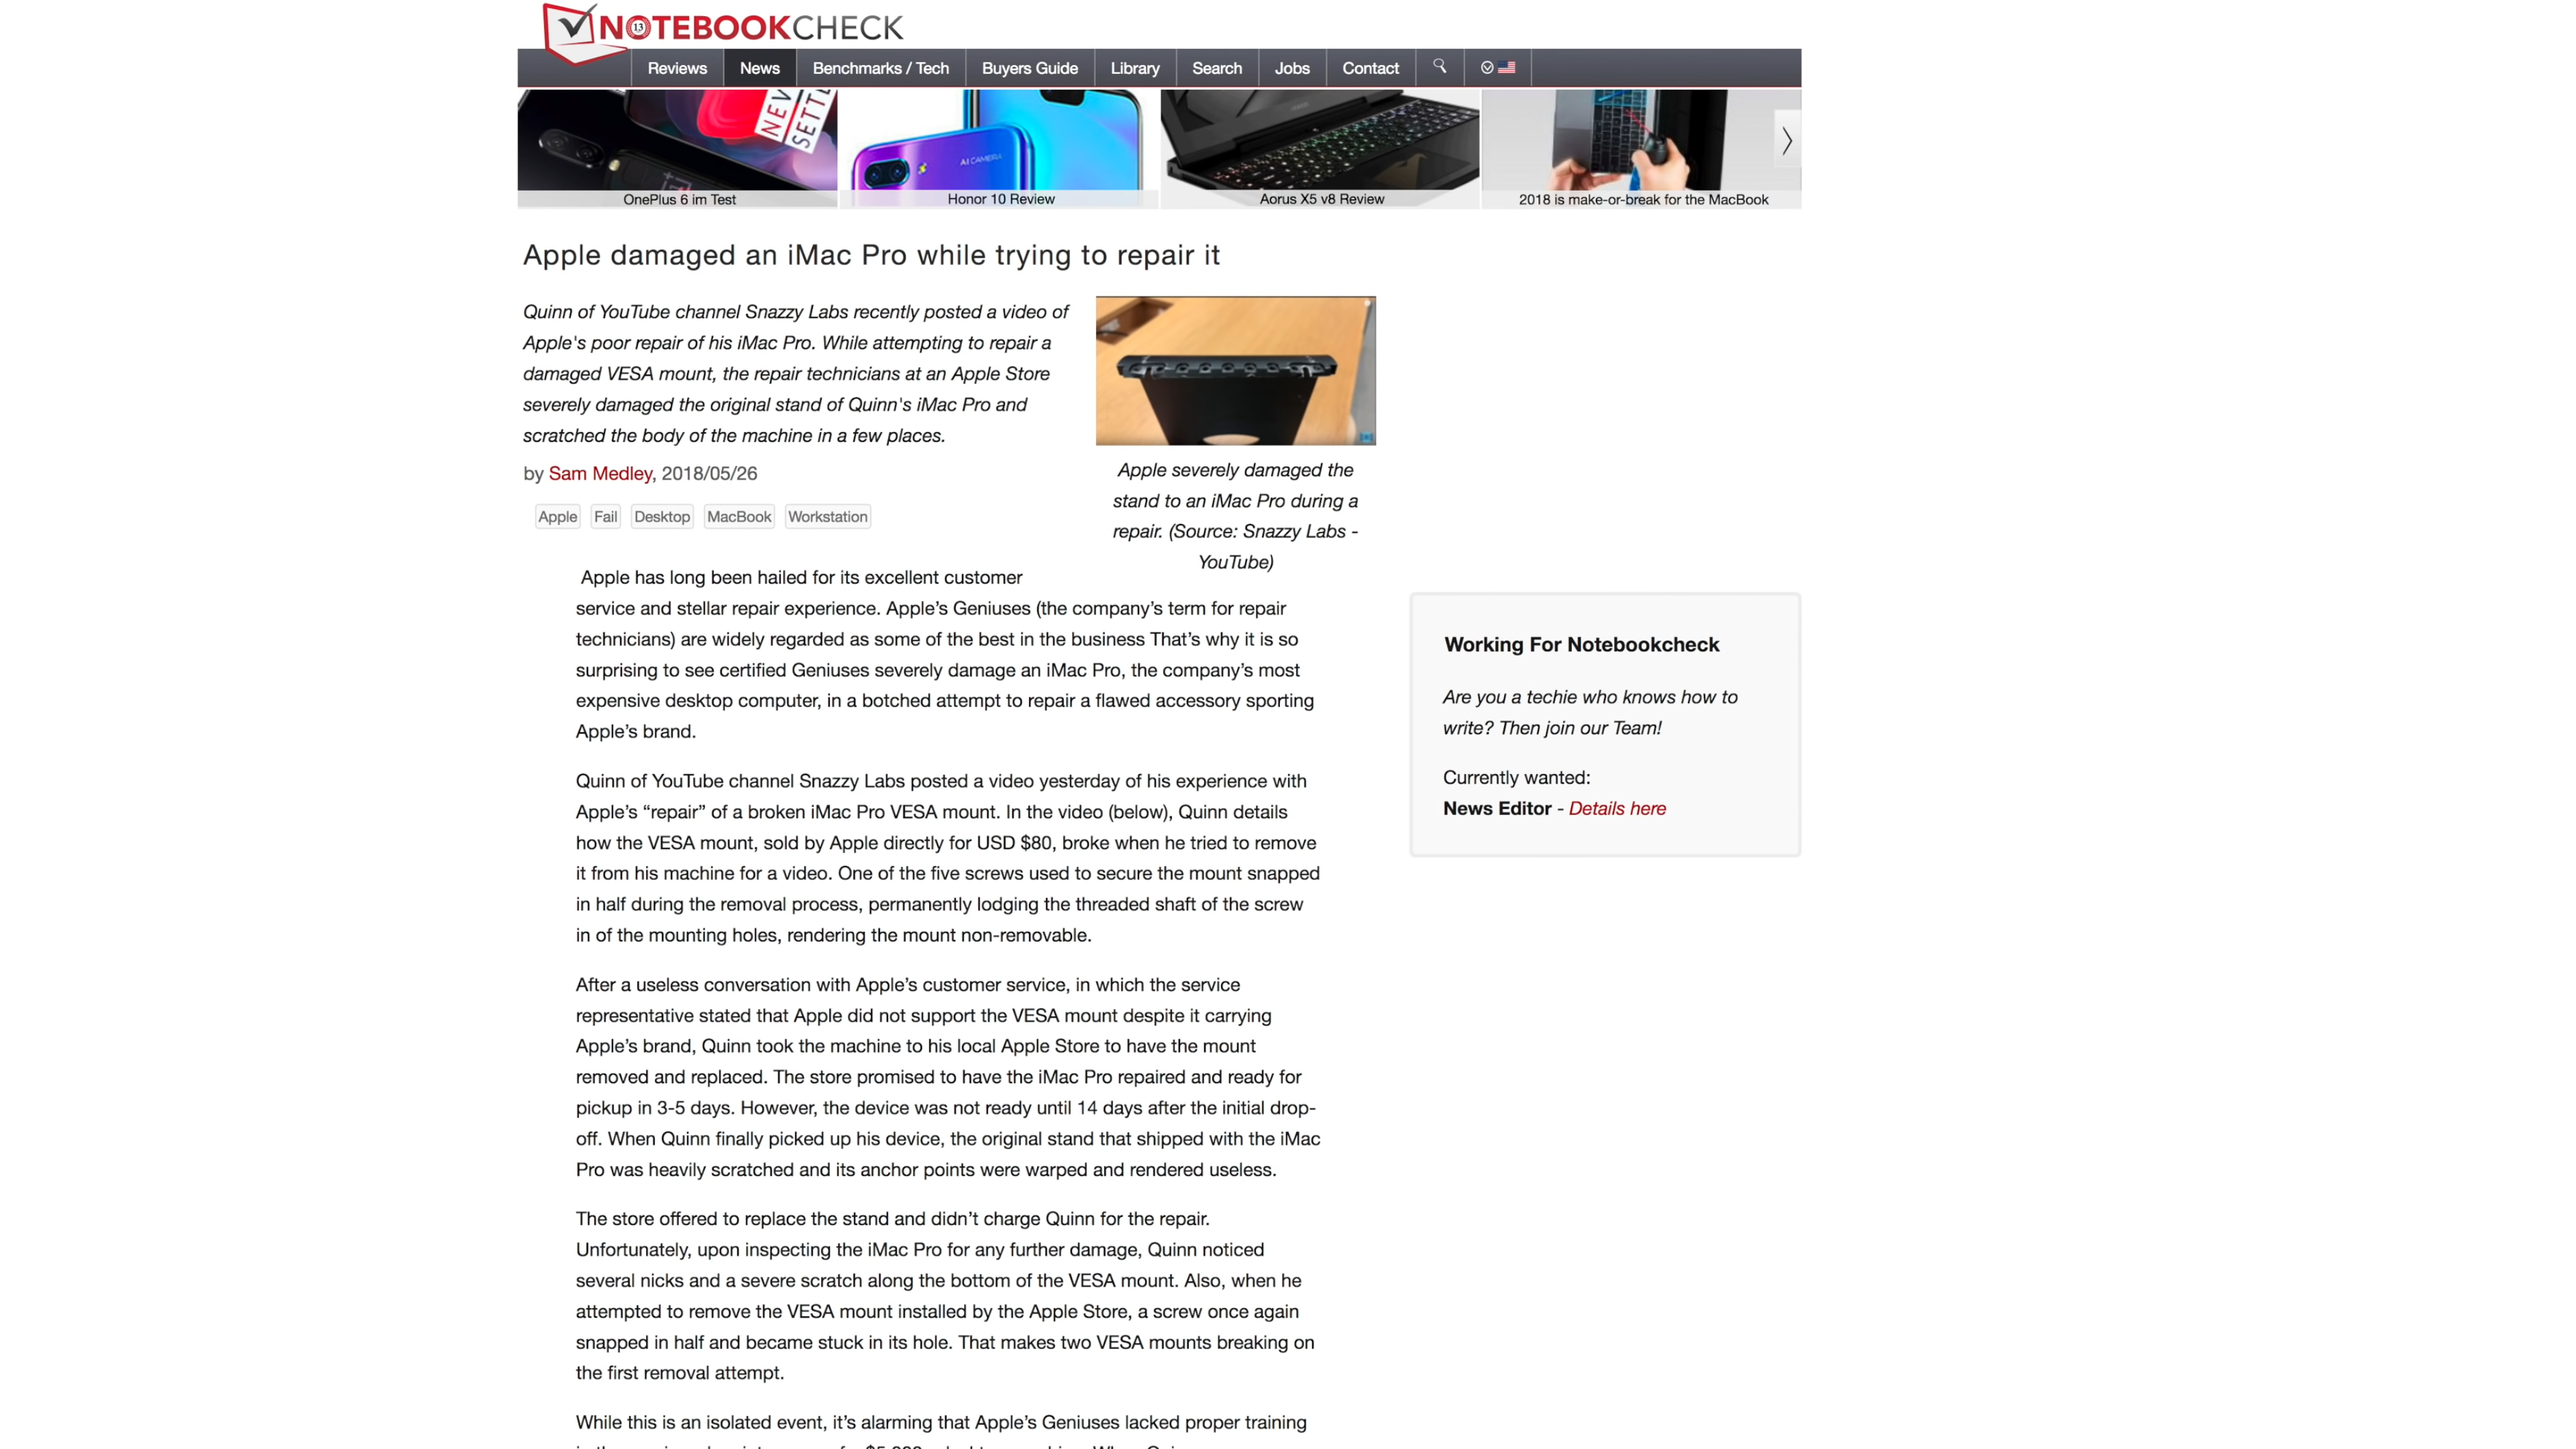 NOTEBOOKCHECK
Reviews News Benchmarks / Tech Buyers Guide Library Search Jobs Contact
NEV
SETTL
AI CAMERA
OnePlus 6 im Test
Honor 10 Review
Aorus X5 v8 Review
2018 is make-or-break for the MacBook
Apple damaged an iMac Pro while trying to repair it
Quinn of YouTube channel Snazzy Labs recently posted a video of
Apple's poor repair of his iMac Pro. While attempting to repair a
damaged VESA mount, the repair technicians at an Apple Store
severely damaged the original stand of Quinn's iMac Pro and
scratched the body of the machine in a few places.
by Sam Medley, 2018/05/26
Apple Fail Desktop MacBook Workstation
Apple severely damaged the
stand to an iMac Pro during a
repair. (Source: Snazzy Labs -
YouTube)
Apple has long been hailed for its excellent customer
service and stellar repair experience. Apple’s Geniuses (the company’s term for repair
technicians) are widely regarded as some of the best in the business That’s why it is so
surprising to see certified Geniuses severely damage an iMac Pro, the company’s most
expensive desktop computer, in a botched attempt to repair a flawed accessory sporting
Apple’s brand.
Quinn of YouTube channel Snazzy Labs posted a video yesterday of his experience with
Apple’s “repair” of a broken iMac Pro VESA mount. In the video (below), Quinn details
how the VESA mount, sold by Apple directly for USD $80, broke when he tried to remove
it from his machine for a video. One of the five screws used to secure the mount snapped
in half during the removal process, permanently lodging the threaded shaft of the screw
in of the mounting holes, rendering the mount non-removable.
After a useless conversation with Apple’s customer service, in which the service
representative stated that Apple did not support the VESA mount despite it carrying
Apple’s brand, Quinn took the machine to his local Apple Store to have the mount
removed and replaced. The store promised to have the iMac Pro repaired and ready for
pickup in 3-5 days. However, the device was not ready until 14 days after the initial drop-
off. When Quinn finally picked up his device, the original stand that shipped with the iMac
Pro was heavily scratched and its anchor points were warped and rendered useless.
The store offered to replace the stand and didn’t charge Quinn for the repair.
Unfortunately, upon inspecting the iMac Pro for any further damage, Quinn noticed
several nicks and a severe scratch along the bottom of the VESA mount. Also, when he
attempted to remove the VESA mount installed by the Apple Store, a screw once again
snapped in half and became stuck in its hole. That makes two VESA mounts breaking on
the first removal attempt.
While this is an isolated event, it’s alarming that Apple’s Geniuses lacked proper training
Working For Notebookcheck
Are you a techie who knows how to
write? Then join our Team!
Currently wanted:
News Editor - Details here